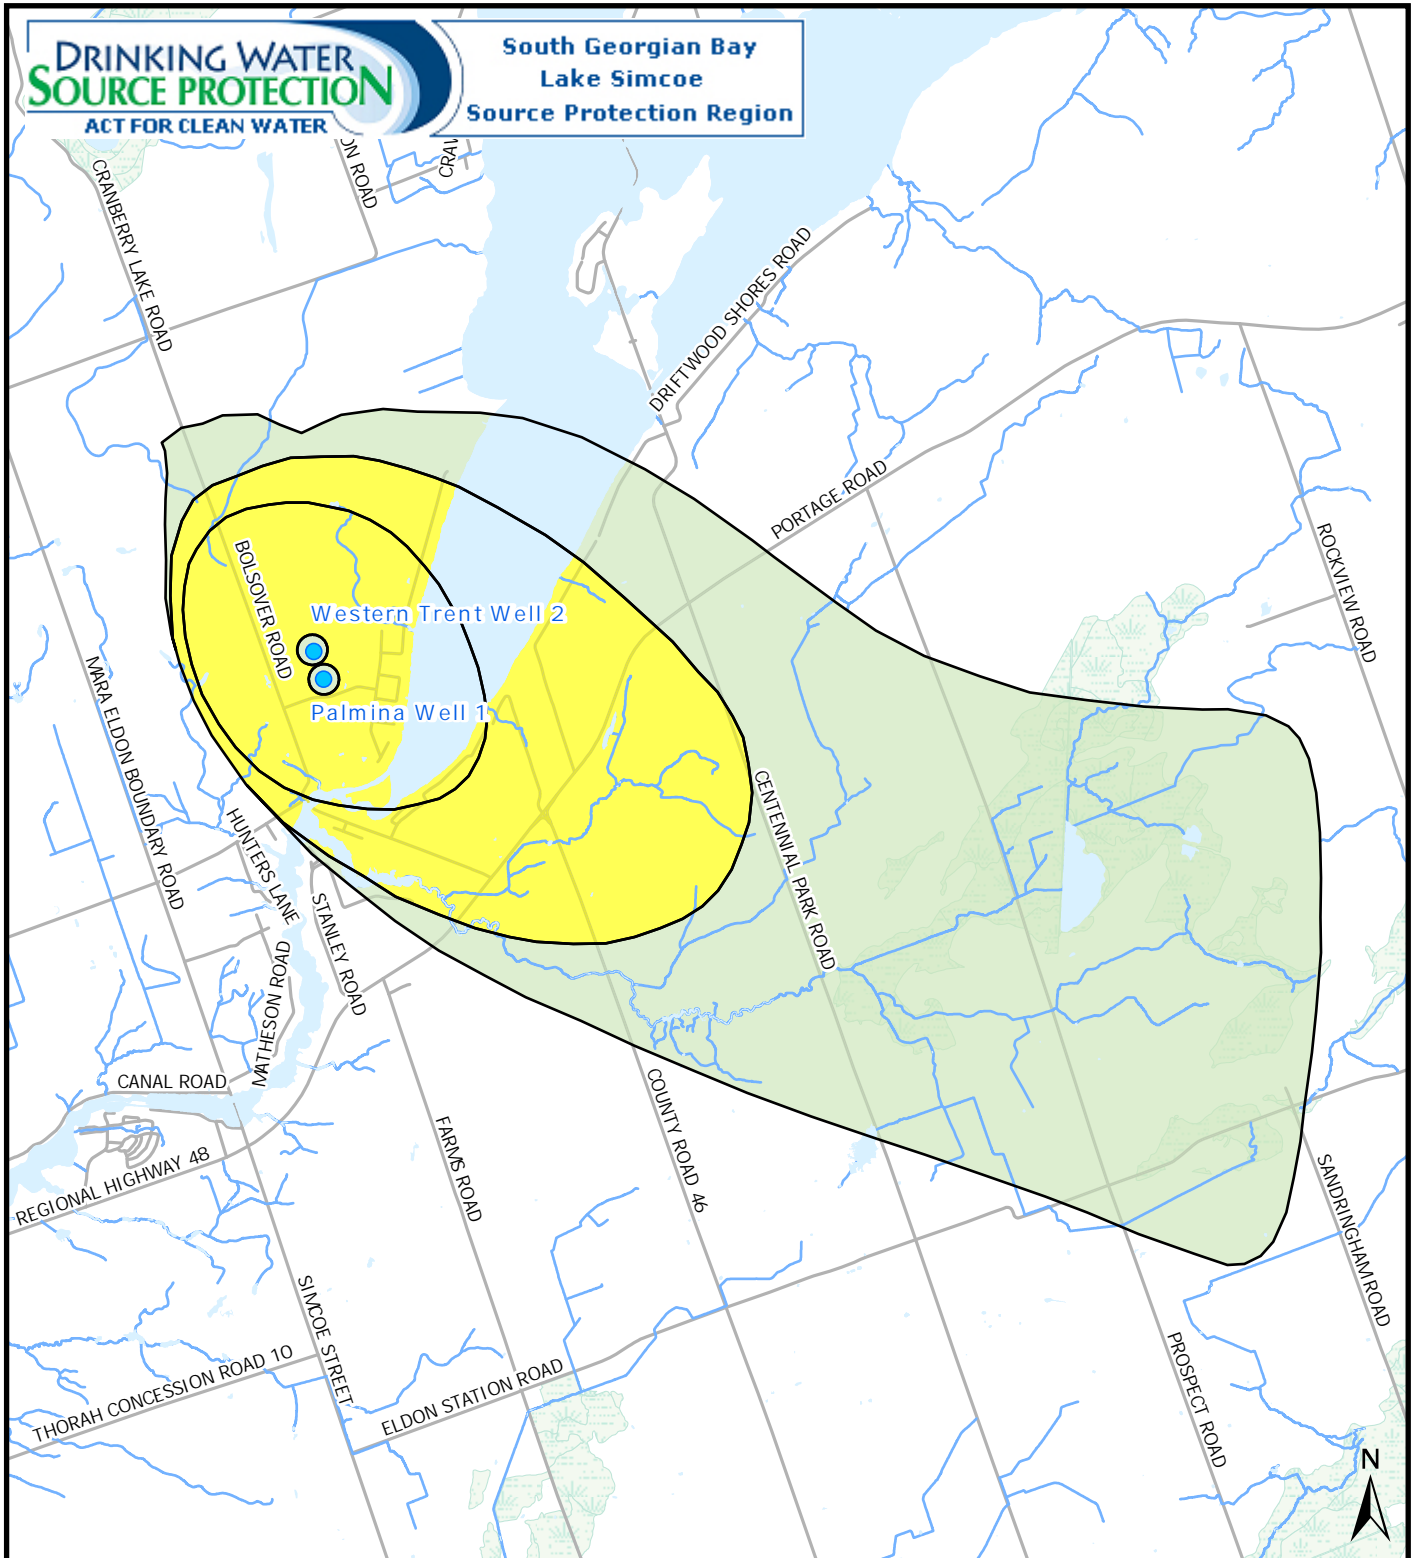 DRINKING WATER
SOURCE PROTECTION
ACT FOR CLEAN WATER
South Georgian Bay
Lake Simcoe
Source Protection Region
ON ROAD
CRAW
CRANBERRY LAKE ROAD
DRIFTWOOD SHORES ROAD
PORTAGE ROAD
ROCKVIEW ROAD
BOLSOVER ROAD
Western Trent Well 2
Palmina Well 1
MARA ELDON BOUNDARY ROAD
CENTENNIAL PARK ROAD
HUNTERS LANE
STANLEY ROAD
MATHESON ROAD
CANAL ROAD
COUNTY ROAD 46
FARMS ROAD
REGIONAL HIGHWAY 48
SANDRINGHAM ROAD
SIMCOE STREET
THORAH CONCESSION ROAD 10
ELDON STATION ROAD
PROSPECT ROAD
N